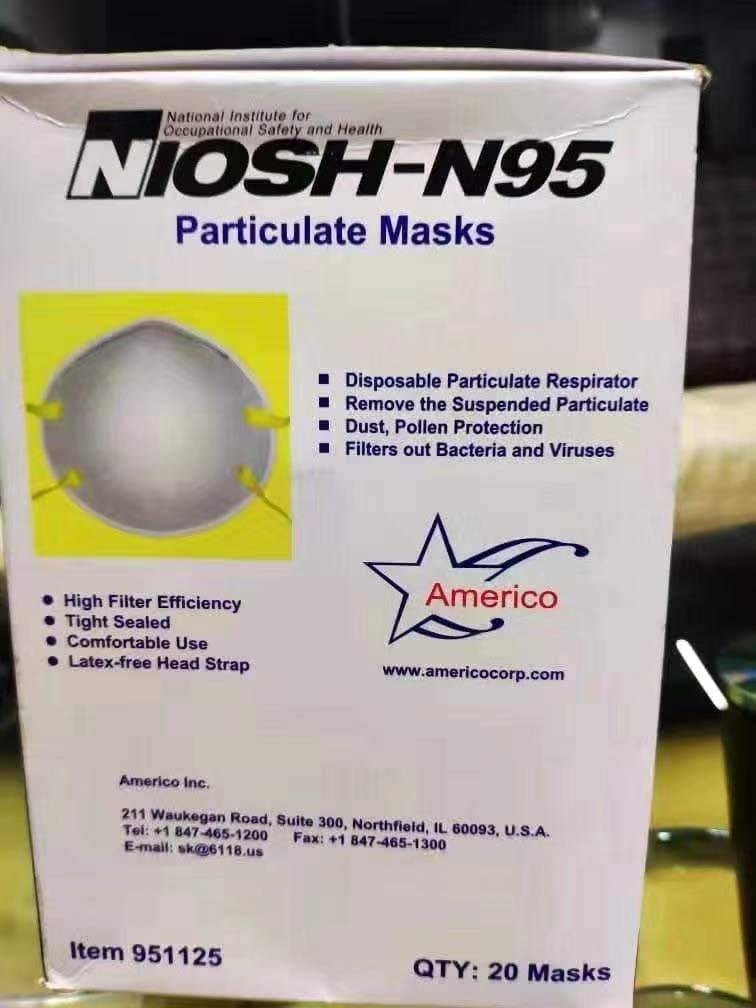 National Institute for
Occupational Safety and Health
NIOSH-N95
Particulate Masks
■ Disposable Particulate Respirator
■ Remove the Suspended Particulate
■ Dust, Pollen Protection
■ Filters out Bacteria and Viruses
• High Filter Efficiency
• Tight Sealed
• Comfortable Use
• Latex-free Head Strap
Americo
www.americocorp.com
Americo Inc.
211 Waukegan Road, Suite 300, Northfield, IL 60093, U.S.A.
Tel: +1 847-465-1200 Fax: +1 847-465-1300
E-mail: sk@6118.us
Item 951125
QTY: 20 Masks